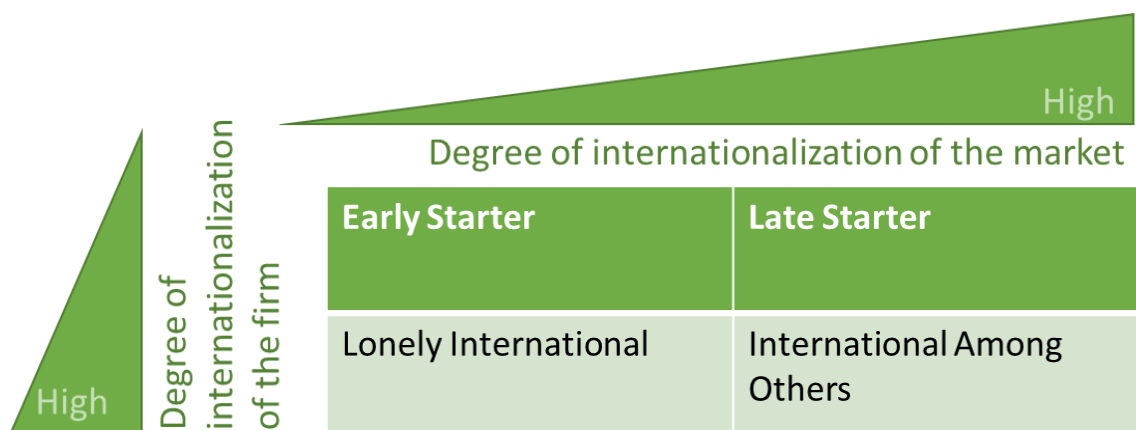 High
Degree of internationalization of the market
High
Degree of
internationalization
of the firm
Early Starter
Late Starter
Lonely International
International Among
Others